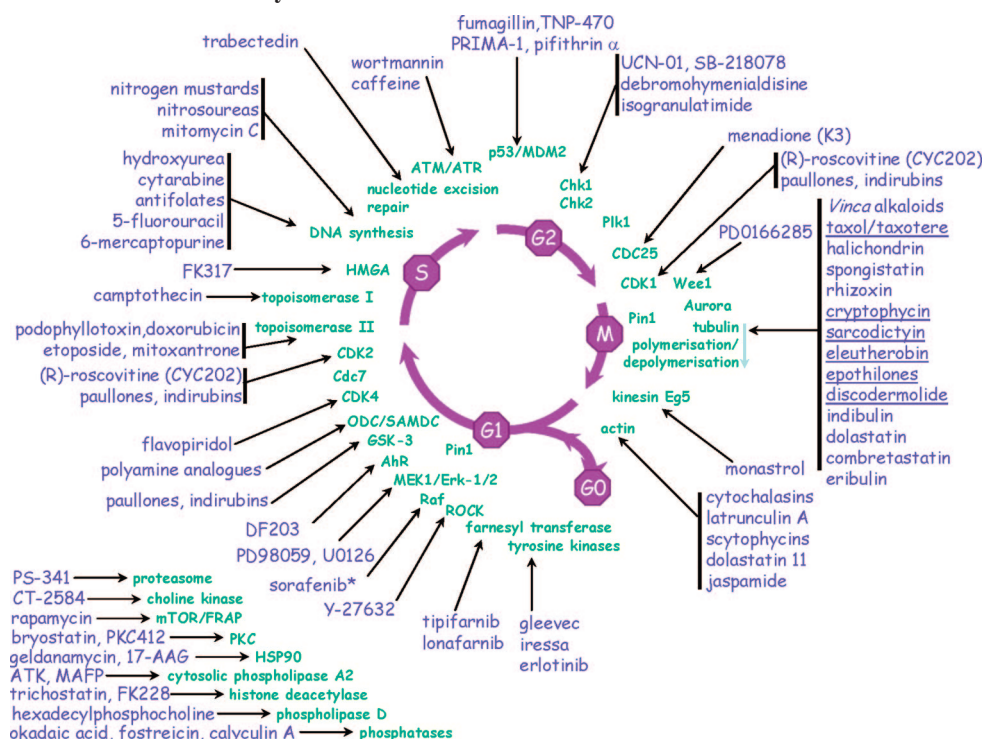 fumagillin,TNP-470
PRIMA-1, pifithrin α
trabectedin
wortmannin
caffeine
UCN-01, SB-218078
debromohymenialdisine
isogranulatimide
nitrogen mustards
nitrosoureas
mitomycin C
menadione (K3)
(R)-roscovitine (CYC202)
paullones, indirubins
hydroxyurea
cytarabine
antifolates
5-fluorouracil
6-mercaptopurine
p53/MDM2
ATM/ATR
nucleotide excision
repair
Chk1
Chk2
Plk1
DNA synthesis
CDC25
PD0166285
CDK1
Wee1
Vinca alkaloids
taxol/taxotere
halichondrin
spongistatin
rhizoxin
cryptophycin
sarcodictyin
eleutherobin
epothilones
discodermolide
indibulin
dolastatin
combretastatin
eribulin
G2
S
M
G1
G0
FK317
HMGA
camptothecin
topoisomerase I
Aurora
Pin1
tubulin
polymerisation/
depolymerisation
podophyllotoxin,doxorubicin
etoposide, mitoxantrone
topoisomerase II
(R)-roscovitine (CYC202)
paullones, indirubins
CDK2
Cdc7
CDK4
kinesin Eg5
flavopiridol
ODC/SAMDC
actin
polyamine analogues
GSK-3
Pin1
monastrol
paullones, indirubins
AhR
MEK1/Erk-1/2
Raf
ROCK
farnesyl transferase
tyrosine kinases
DF203
PD98059, U0126
sorafenib*
Y-27632
tipifarnib
lonafarnib
gleevec
iressa
erlotinib
cytochalasins
latrunculin A
scytophycins
dolastatin 11
jaspamide
PS-341 proteasome
CT-2584 choline kinase
rapamycin mTOR/FRAP
bryostatin, PKC412 PKC
geldanamycin, 17-AAG HSP90
ATK, MAFP cytosolic phospholipase A2
trichostatin, FK228 histone deacetylase
hexadecylphosphocholine phospholipase D
okadaic acid, fostreicin, calyculin A phosphatases